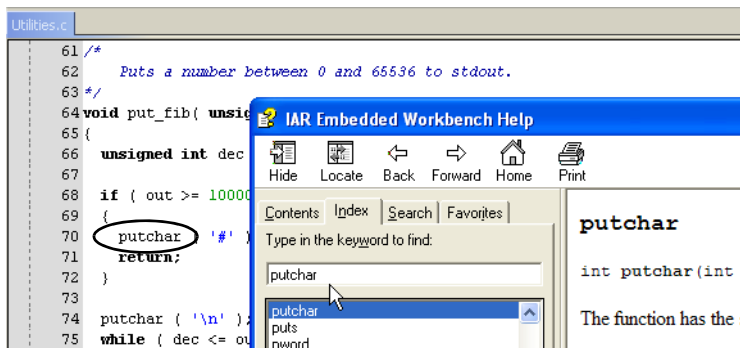 Utilities.c
61 /*
62 Puts a number between 0 and 65536 to stdout.
63 */
64 void put_fib( unsig
65 {
66 unsigned int dec
67
68 if ( out >= 10000
69 {
70 putchar ( '#' )
71 return;
72 }
73
74 putchar ( '\n' );
75 while ( dec <= ou
IAR Embedded Workbench Help
Hide Locate Back Forward Home Print
Contents Index Search Favorites
Type in the keyword to find:
putchar
putchar
puts
pword
putchar
int putchar(int
The function has the